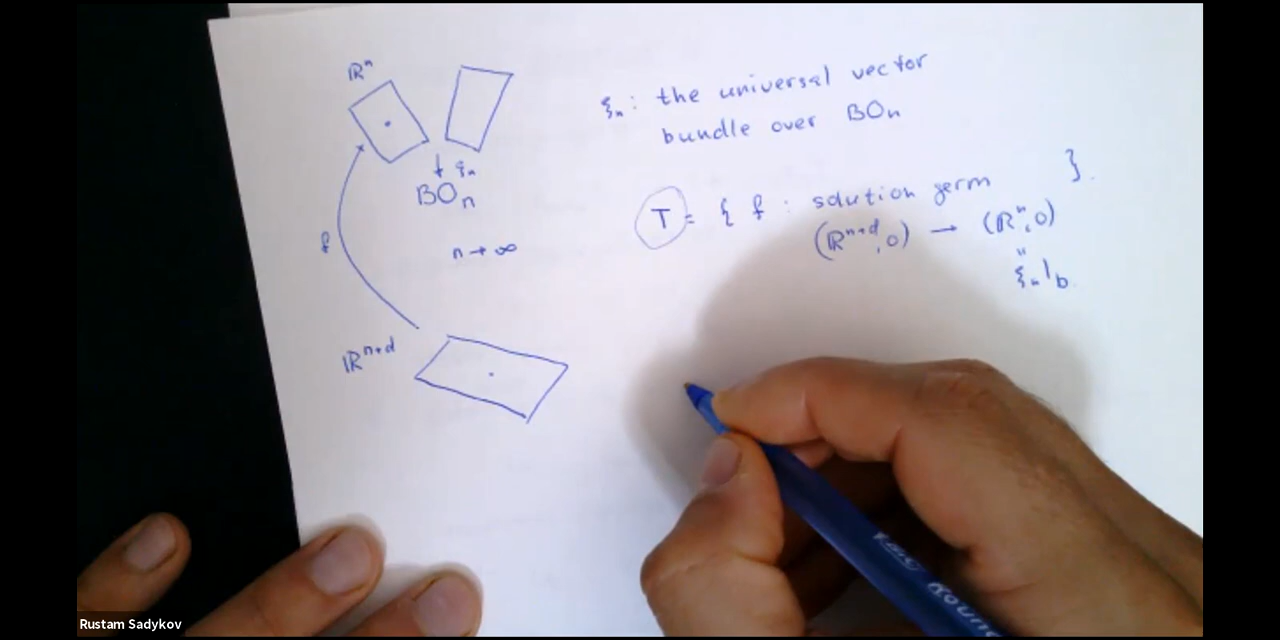 ℝⁿ
↓ ξₙ
BOₙ
f
n → ∞
ℝⁿ⁺ᵈ
ξₙ: the universal vector
bundle over BOₙ
T = { f : solution germ }.
(ℝⁿ⁺ᵈ, 0) → (ℝⁿ, 0)
"
ξₙ|b
Round
Rustam Sadykov